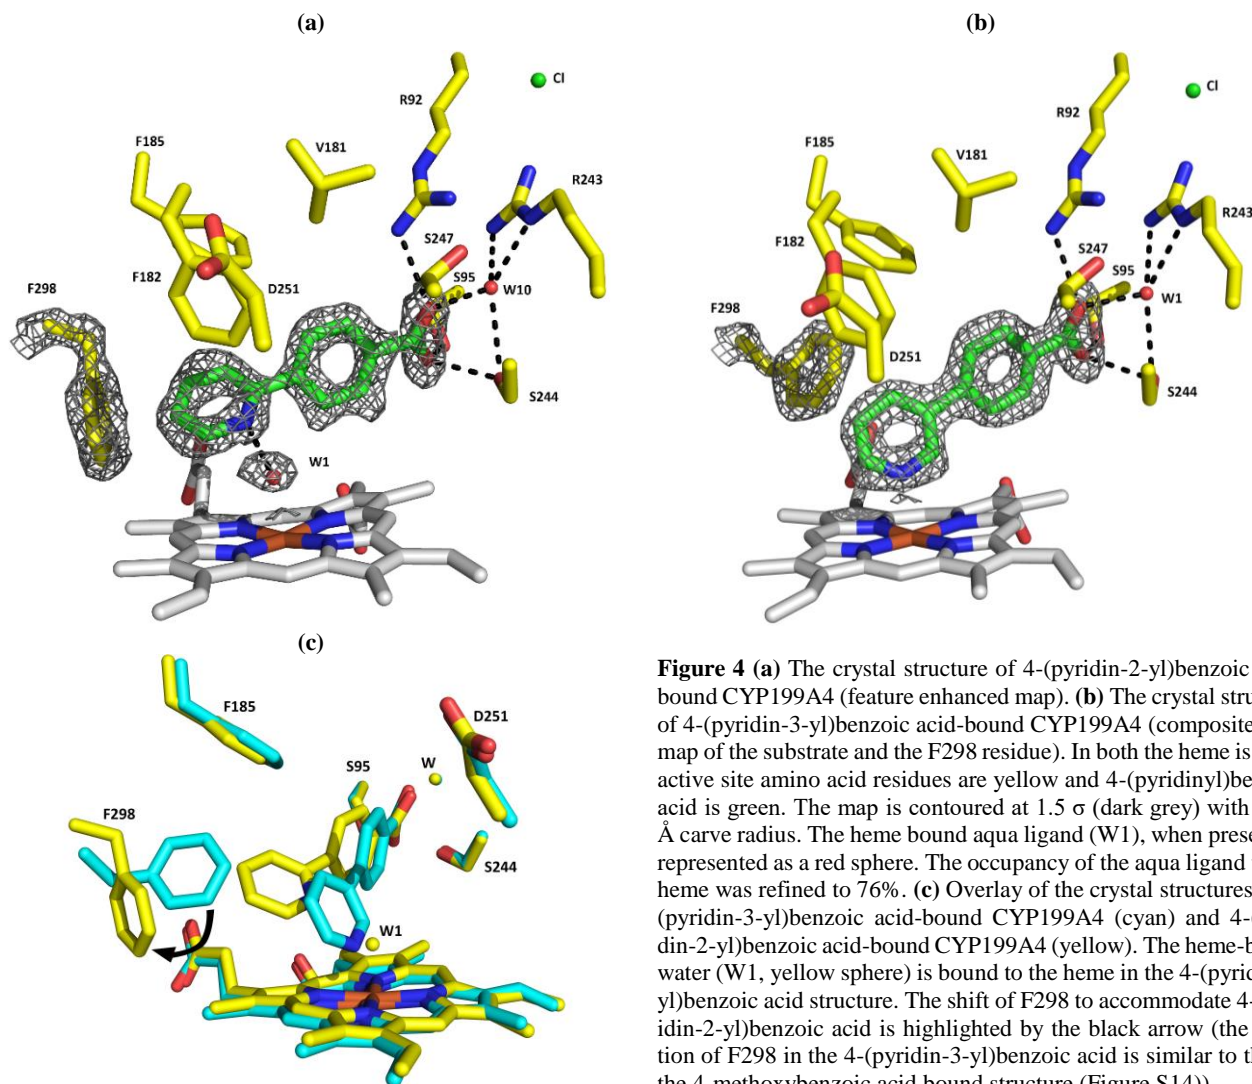 (a)
Cl
R92
F185
V181
R243
S247
F182
D251
S95
W10
F298
S244
W1
(b)
Cl
R92
F185
V181
R243
F182
S247
S95
W1
F298
D251
S244
(c)
F185
D251
S95
W
F298
S244
W1
Figure 4 (a) The crystal structure of 4-(pyridin-2-yl)benzoic
bound CYP199A4 (feature enhanced map). (b) The crystal stru
of 4-(pyridin-3-yl)benzoic acid-bound CYP199A4 (composite
map of the substrate and the F298 residue). In both the heme is
active site amino acid residues are yellow and 4-(pyridinyl)be
acid is green. The map is contoured at 1.5 σ (dark grey) with
Å carve radius. The heme bound aqua ligand (W1), when prese
represented as a red sphere. The occupancy of the aqua ligand
heme was refined to 76%. (c) Overlay of the crystal structures
(pyridin-3-yl)benzoic acid-bound CYP199A4 (cyan) and 4-(
din-2-yl)benzoic acid-bound CYP199A4 (yellow). The heme-b
water (W1, yellow sphere) is bound to the heme in the 4-(pyrid
yl)benzoic acid structure. The shift of F298 to accommodate 4-
idin-2-yl)benzoic acid is highlighted by the black arrow (the
tion of F298 in the 4-(pyridin-3-yl)benzoic acid is similar to th
the 4-methoxybenzoic acid bound structure (Figure S14)).